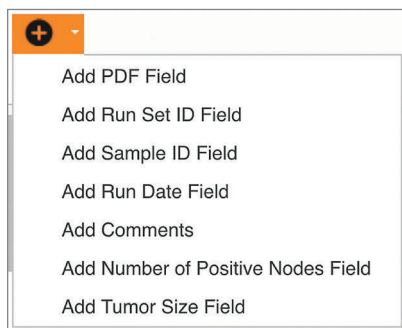 Add PDF Field
Add Run Set ID Field
Add Sample ID Field
Add Run Date Field
Add Comments
Add Number of Positive Nodes Field
Add Tumor Size Field